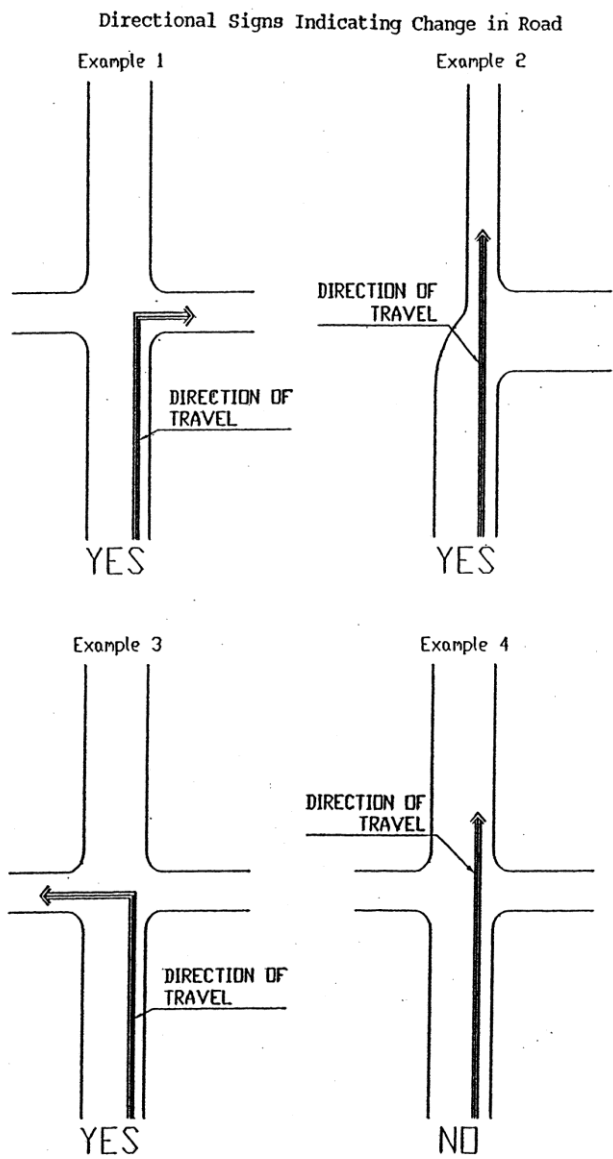 Directional Signs Indicating Change in Road
Example 1
DIRECTION OF
TRAVEL
YES
Example 2
DIRECTION OF
TRAVEL
YES
Example 3
DIRECTION OF
TRAVEL
YES
Example 4
DIRECTION OF
TRAVEL
NO